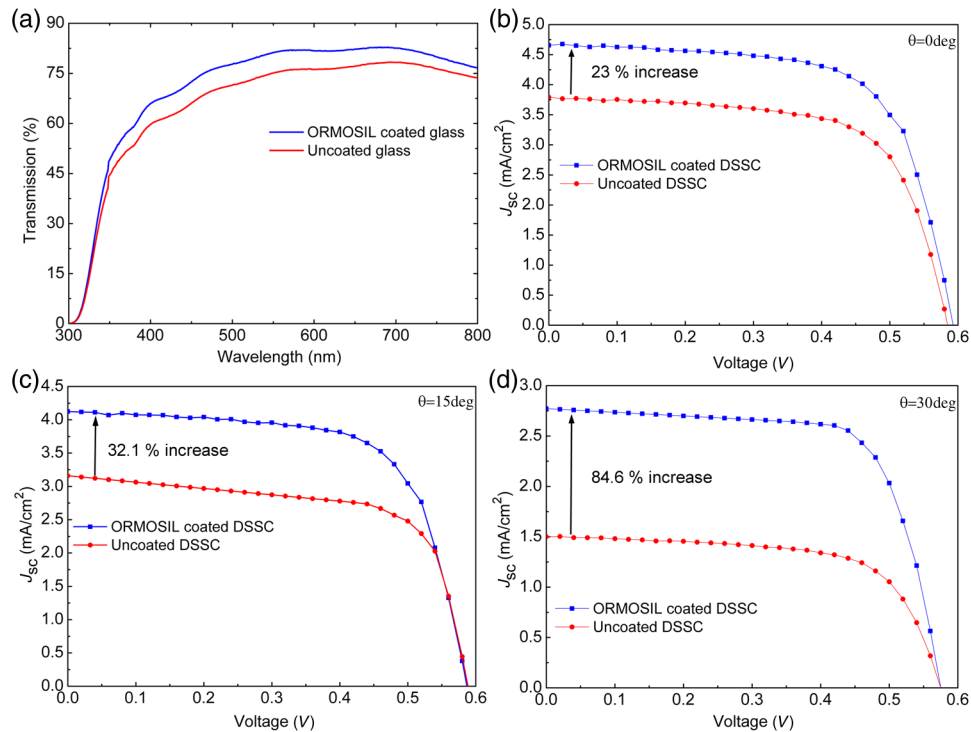 (a)
90
75
60
45
30
15
0
Transmission (%)
ORMOSIL coated glass
Uncoated glass
300 400 500 600 700 800
Wavelength (nm)
(b)
5.0
4.5
4.0
3.5
3.0
2.5
2.0
1.5
1.0
0.5
0.0
Jsc (mA/cm²)
θ=0deg
23 % increase
ORMOSIL coated DSSC
Uncoated DSSC
0.0 0.1 0.2 0.3 0.4 0.5 0.6
Voltage (V)
(c)
4.5
4.0
3.5
3.0
2.5
2.0
1.5
1.0
0.5
0.0
Jsc (mA/cm²)
θ=15deg
32.1 % increase
ORMOSIL coated DSSC
Uncoated DSSC
0.0 0.1 0.2 0.3 0.4 0.5 0.6
Voltage (V)
(d)
3.0
2.5
2.0
1.5
1.0
0.5
0.0
Jsc (mA/cm²)
θ=30deg
84.6 % increase
ORMOSIL coated DSSC
Uncoated DSSC
0.0 0.1 0.2 0.3 0.4 0.5 0.6
Voltage (V)